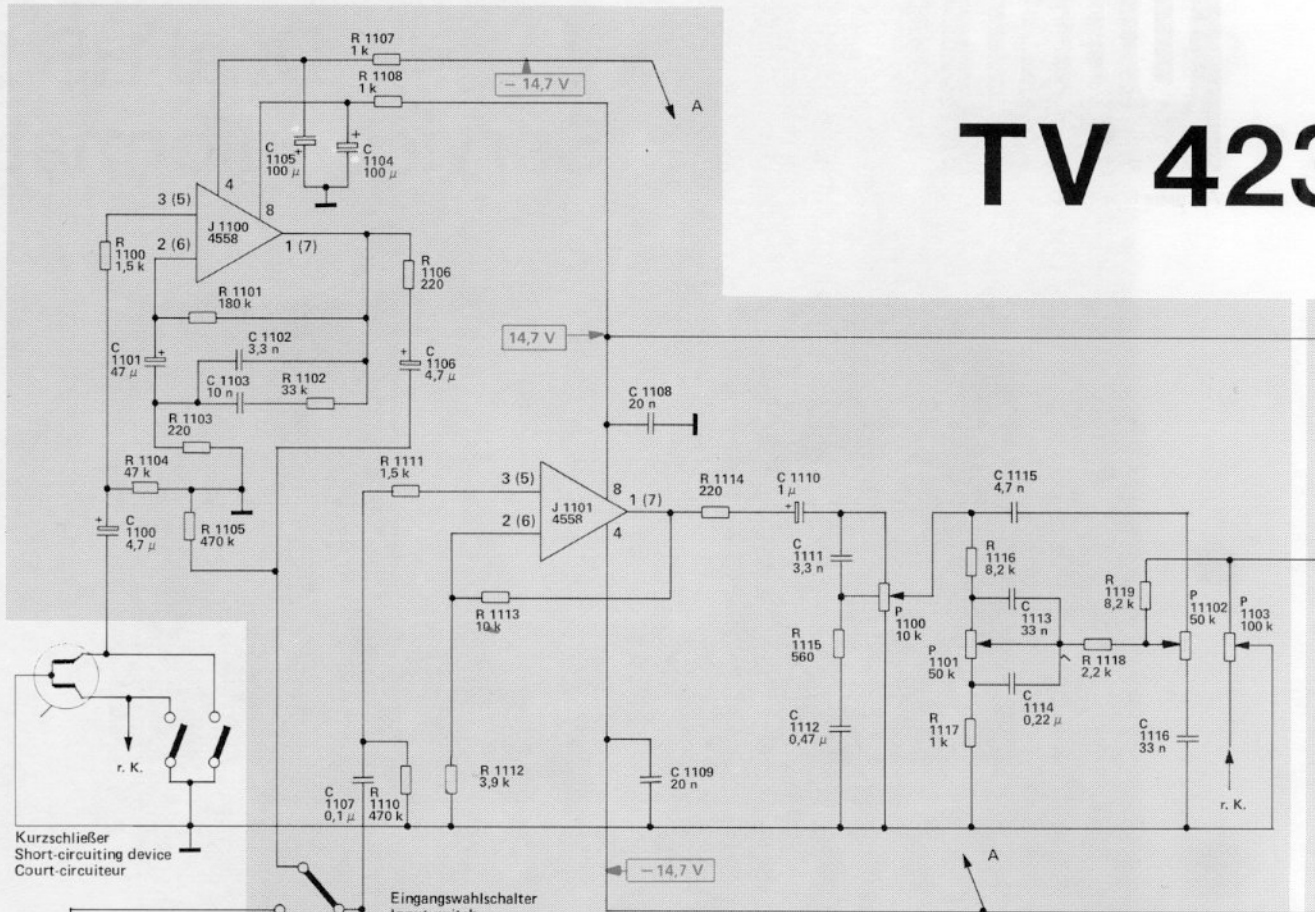 R 1107
1 k
R 1108
1 k
– 14,7 V
A
TV 423
C
1105
100 µ
+
+
C
1104
100 µ
4
3 (5)
8
J 1100
4558
2 (6)
1 (7)
R
1100
1,5 k
R
1106
220
R 1101
180 k
C 1102
3,3 n
C
1101
47 µ
+
C 1103
10 n
R 1102
33 k
+
C
1106
4,7 µ
14,7 V
R 1103
220
C 1108
20 n
R 1104
47 k
R 1111
1,5 k
3 (5)
8
R 1114
220
C 1110
1 µ
+
C 1115
4,7 n
+
C
1100
4,7 µ
R 1105
470 k
J 1101
4558
1 (7)
2 (6)
4
C
1111
3,3 n
R
1116
8,2 k
R 1113
10 k
P
1100
10 k
C
1113
33 n
R
1119
8,2 k
P
11102
50 k
P
1103
100 k
R
1115
560
P
1101
50 k
R 1118
2,2 k
C
1114
0,22 µ
C
1112
0,47 µ
R
1117
1 k
C
1116
33 n
r. K.
C
1107
0,1 µ
R
1110
470 k
R 1112
3,9 k
C 1109
20 n
r. K.
Kurzschließer
Short-circuiting device
Court-circuiteur
– 14,7 V
A
Eingangswahlschalter